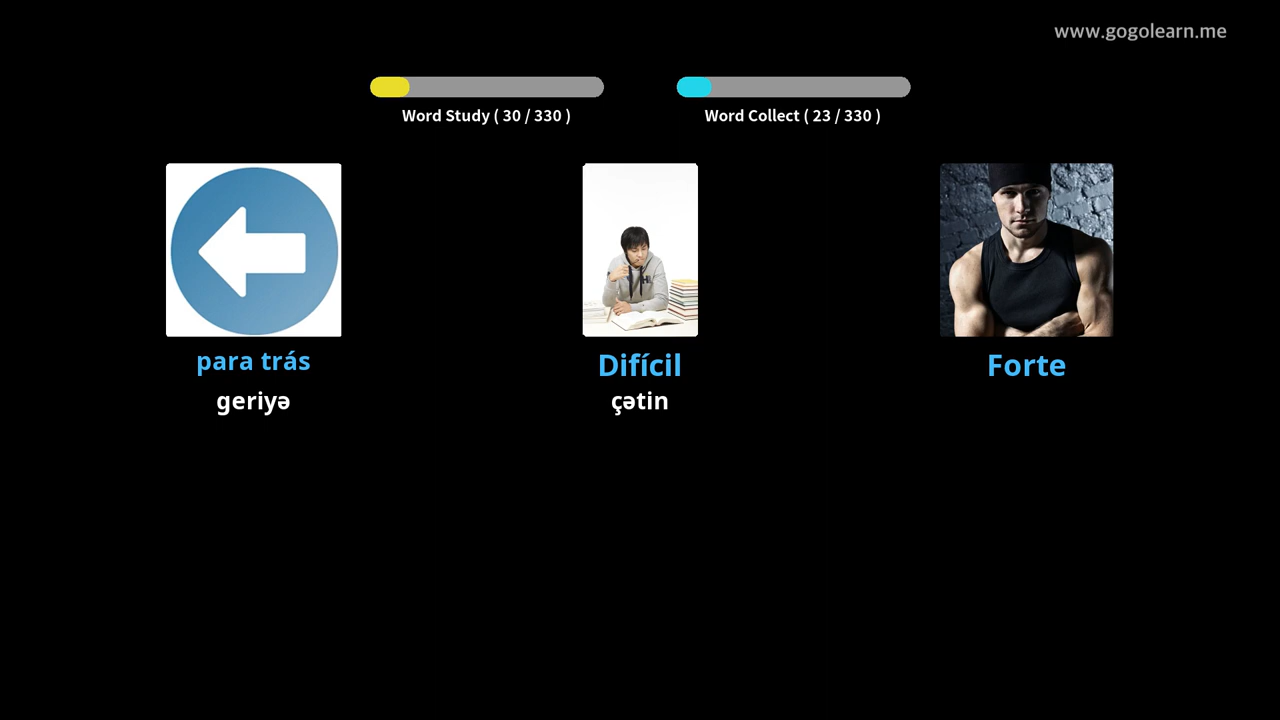 www.gogolearn.me
Word Study ( 30 / 330 )
Word Collect ( 23 / 330 )
para trás
Difícil
Forte
geriyə
çətin